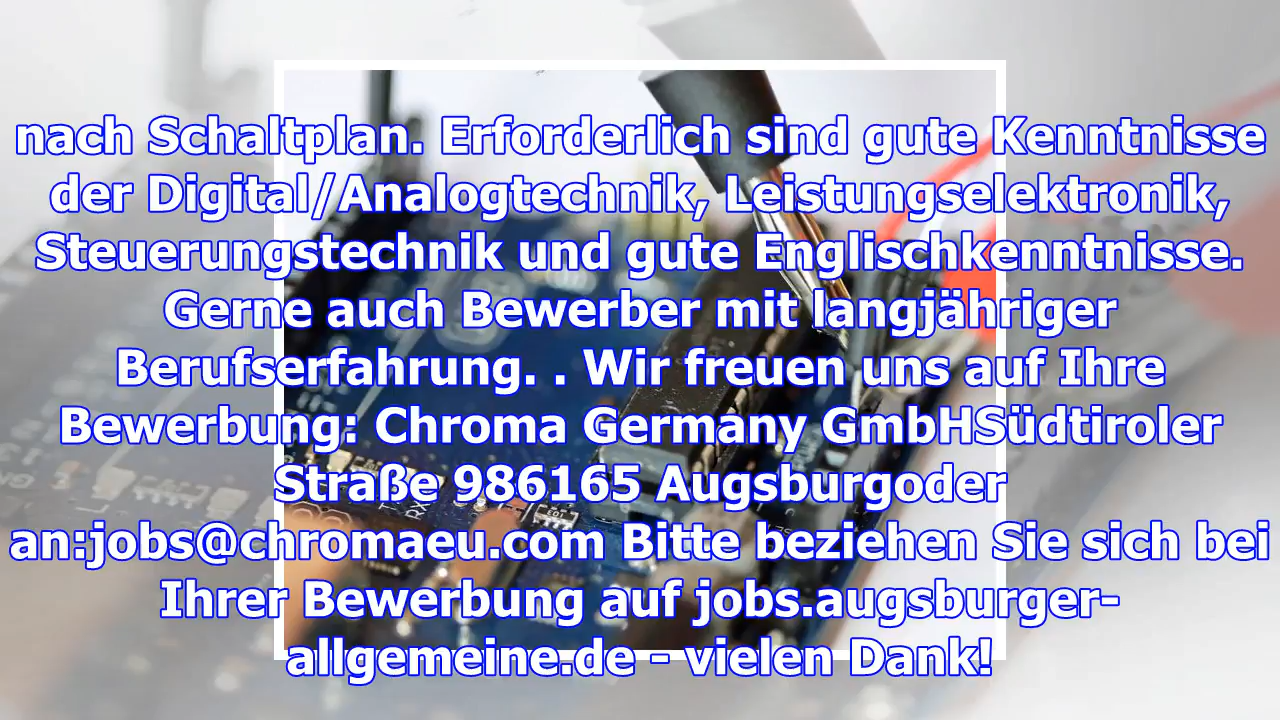 nach Schaltplan. Erforderlich sind gute Kenntnisse
der Digital/Analogtechnik, Leistungselektronik,
Steuerungstechnik und gute Englischkenntnisse.
Gerne auch Bewerber mit langjähriger
Berufserfahrung. . Wir freuen uns auf Ihre
Bewerbung: Chroma Germany GmbHSüdtiroler
Straße 986165 Augsburgoder
an:jobs@chromaeu.com Bitte beziehen Sie sich bei
Ihrer Bewerbung auf jobs.augsburger-
allgemeine.de - vielen Dank!